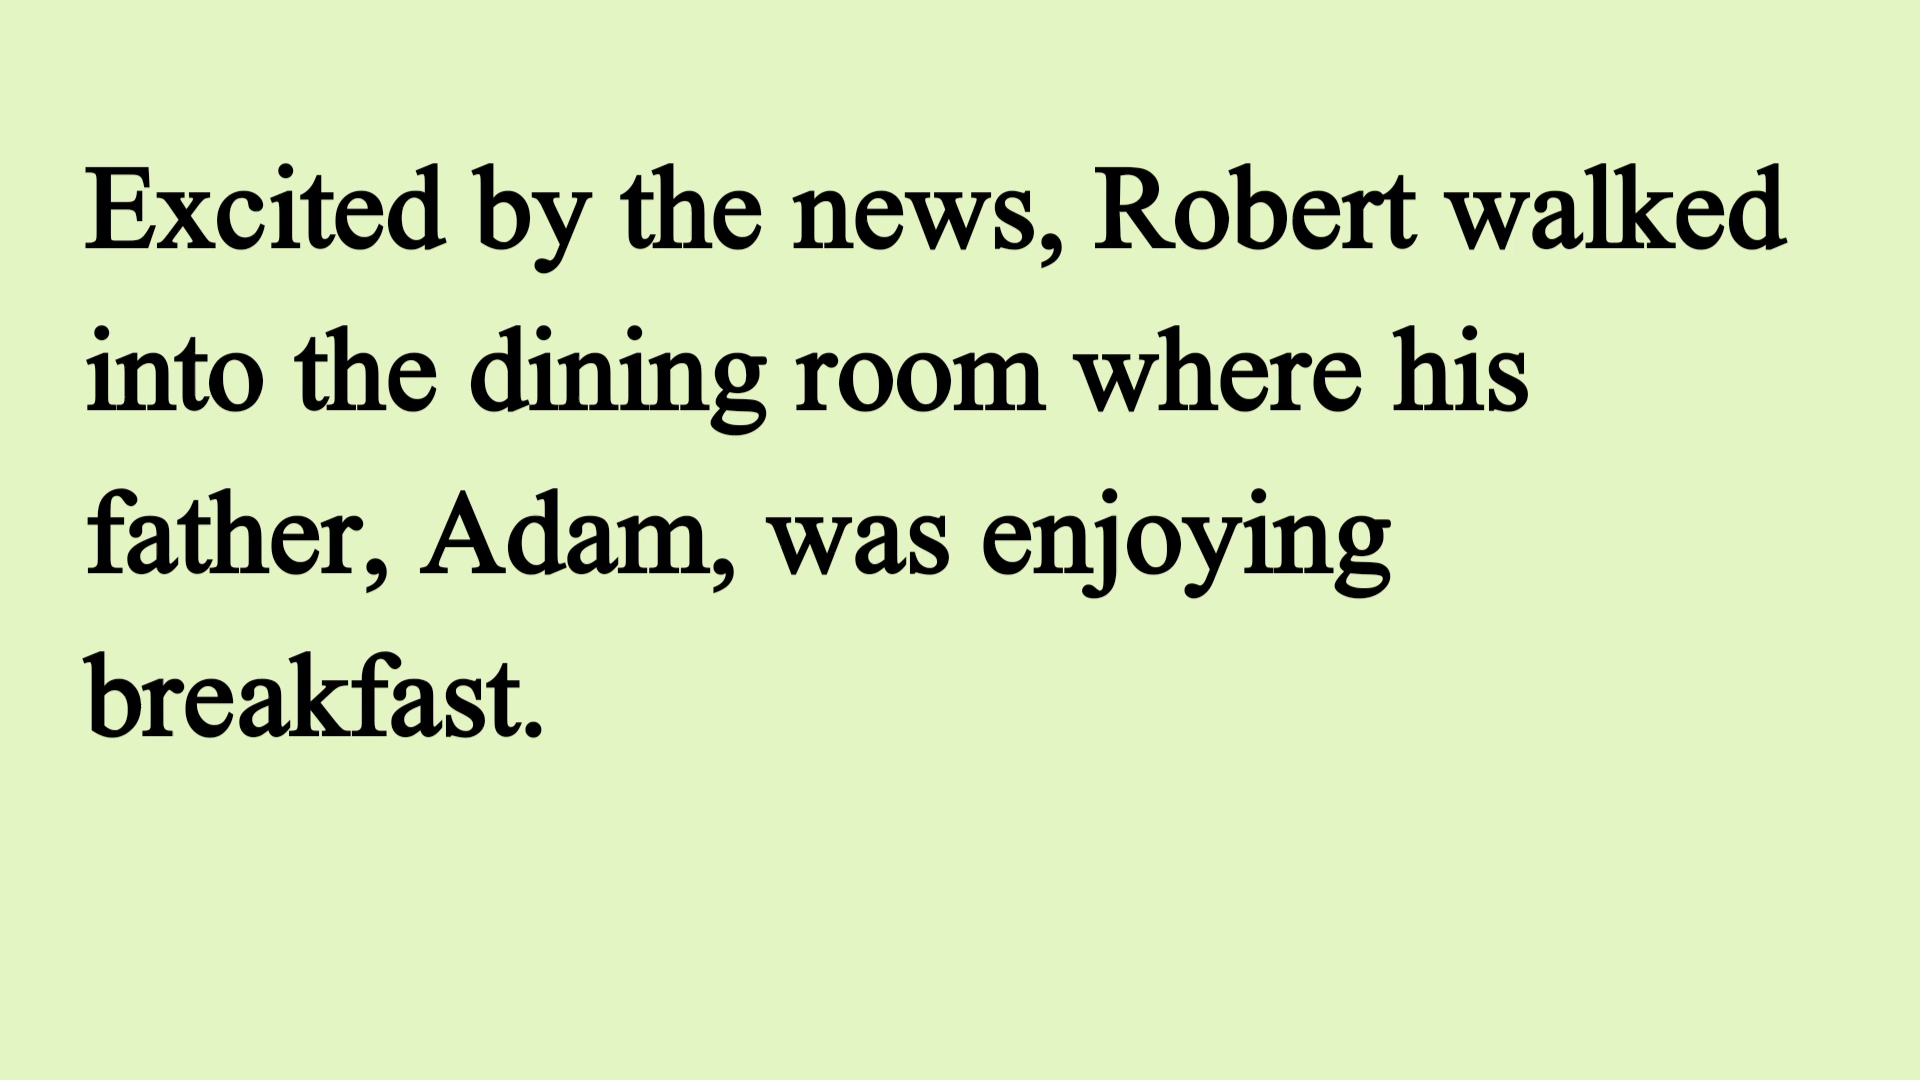 Excited by the news, Robert walked
into the dining room where his
father, Adam, was enjoying
breakfast.